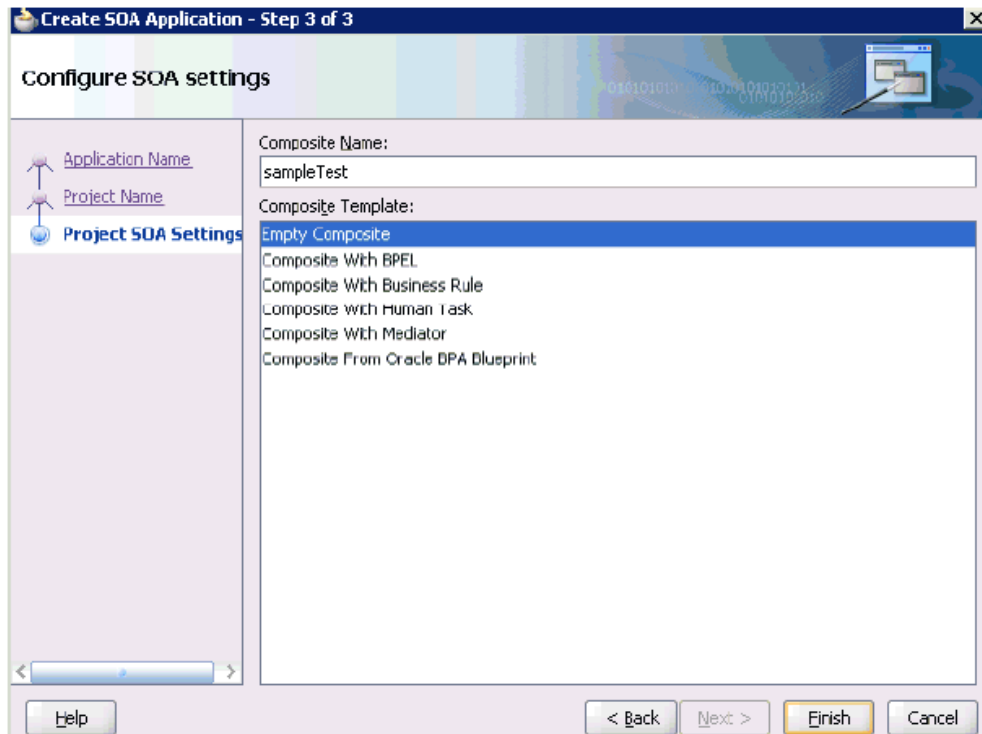 Create SOA Application - Step 3 of 3
Configure SOA settings
Application Name
Project Name
Project SOA Settings
Composite Name:
sampleTest
Composite Template:
Empty Composite
Composite With BPEL
Composite With Business Rule
Composite With Human Task
Composite With Mediator
Composite From Oracle BPA Blueprint
Help
< Back
Next >
Finish
Cancel